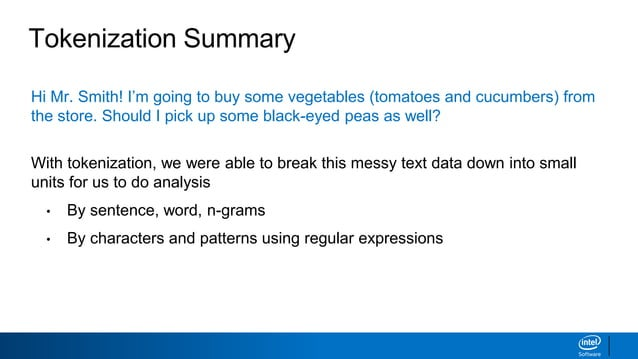 Tokenization Summary
Hi Mr. Smith! I’m going to buy some vegetables (tomatoes and cucumbers) from
the store. Should I pick up some black-eyed peas as well?
With tokenization, we were able to break this messy text data down into small
units for us to do analysis
• By sentence, word, n-grams
• By characters and patterns using regular expressions
intel
Software